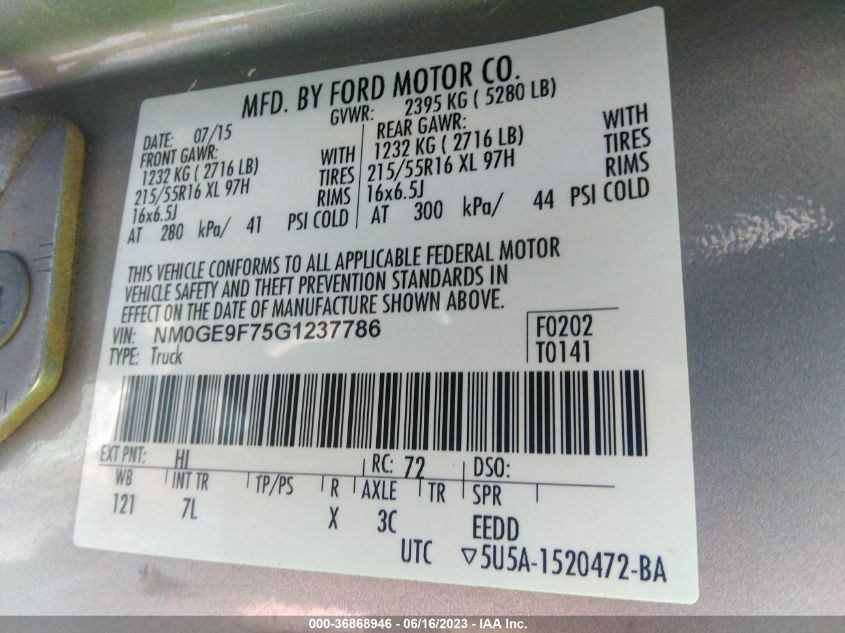 MFD. BY FORD MOTOR CO.
DATE: 07/15 GVWR: 2395 KG ( 5280 LB)
FRONT GAWR: REAR GAWR:
1232 KG ( 2716 LB) WITH 1232 KG ( 2716 LB) WITH
215/55R16 XL 97H TIRES 215/55R16 XL 97H TIRES
16x6.5J RIMS 16x6.5J RIMS
AT 280 kPa/ 41 PSI COLD AT 300 kPa/ 44 PSI COLD
THIS VEHICLE CONFORMS TO ALL APPLICABLE FEDERAL MOTOR
VEHICLE SAFETY AND THEFT PREVENTION STANDARDS IN
EFFECT ON THE DATE OF MANUFACTURE SHOWN ABOVE.
VIN: NM0GE9F75G1237786 F0202
TYPE: Truck T0141
EXT PNT: HI RC: 72 DSO:
WB INT TR TP/PS R AXLE TR SPR
121 7L X 3C EEDD
UTC ▽5U5A-1520472-BA
000-36868946 - 06/16/2023 - IAA Inc.